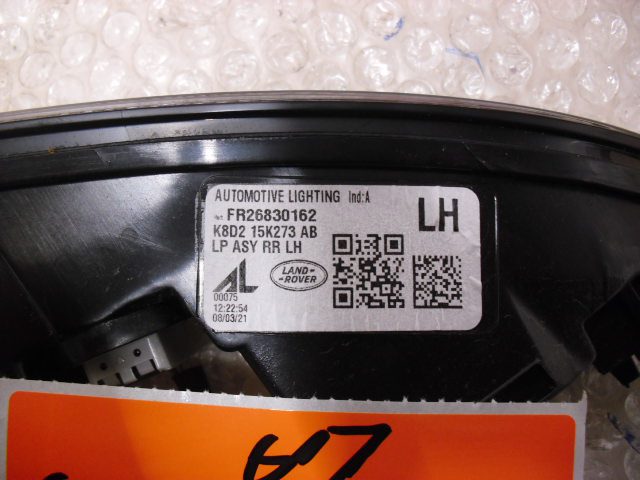 AUTOMOTIVE LIGHTING Ind:A
FR26830162
K8D2 15K273 AB
LP ASY RR LH
LH
AL
LAND-
-ROVER
00075
12:22:54
08/03/21